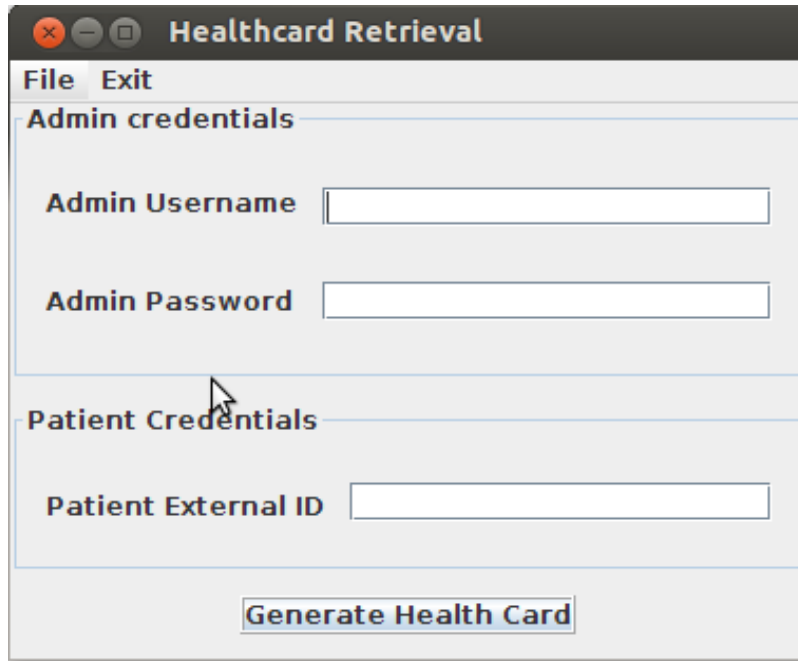 Healthcard Retrieval
File Exit
Admin credentials
Admin Username
Admin Password
Patient Credentials
Patient External ID
Generate Health Card